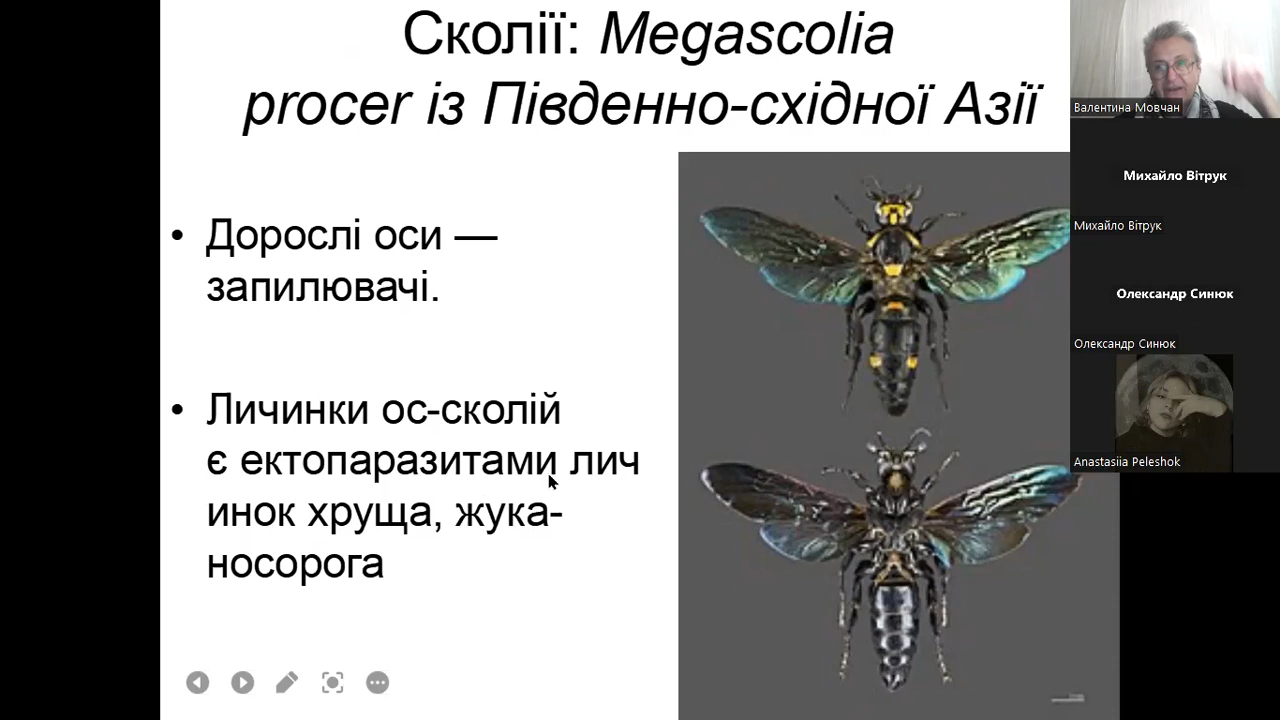 Сколії: Megascolia
procer із Південно-східної Азії
• Дорослі оси —
запилювачі.
• Личинки ос-сколій
є ектопаразитами лич
инок хруща, жука-
носорога
Валентина Мовчан
Михайло Вітрук
Михайло Вітрук
Олександр Синюк
Олександр Синюк
Anastasiia Peleshok